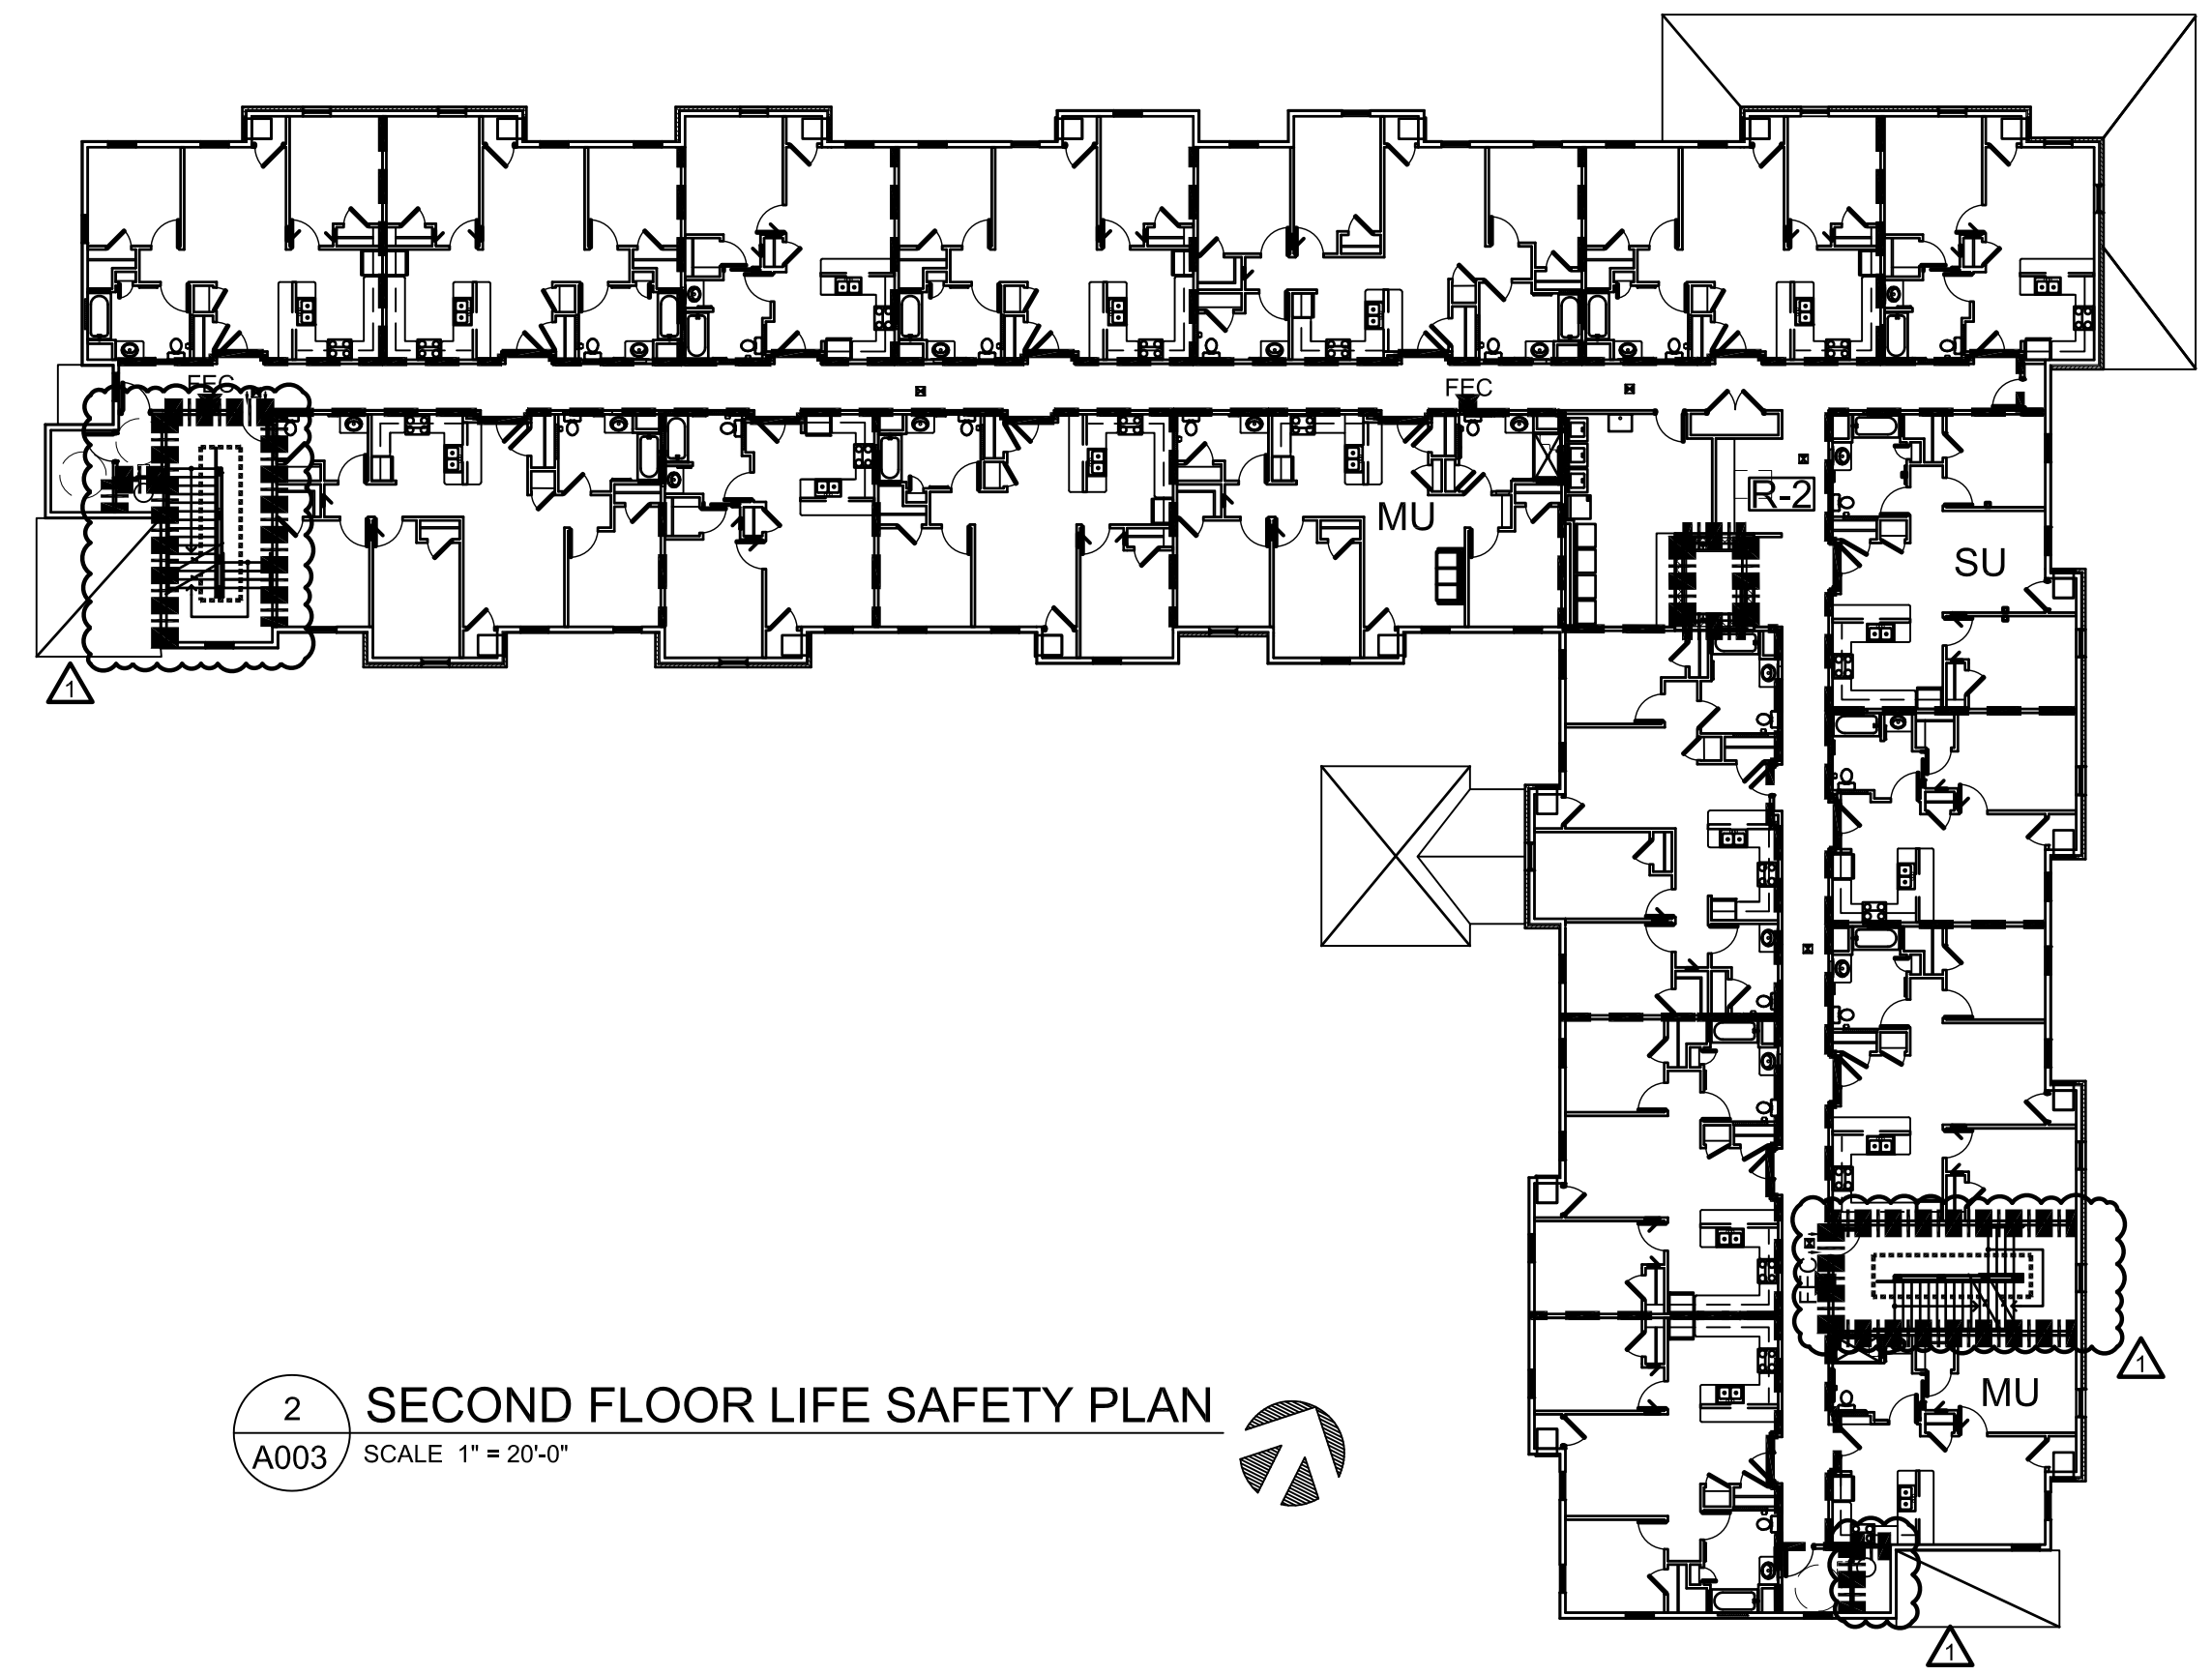 FEC
FEC
R-2
MU
SU
1
FEC
1
MU
2
SECOND FLOOR LIFE SAFETY PLAN
A003
SCALE 1" = 20'-0"
1